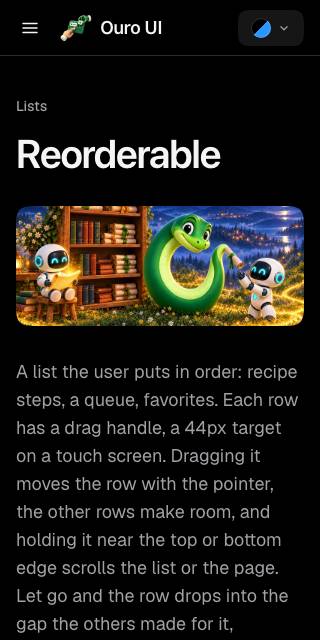 Ouro UI
Lists
Reorderable
A list the user puts in order: recipe
steps, a queue, favorites. Each row
has a drag handle, a 44px target
on a touch screen. Dragging it
moves the row with the pointer,
the other rows make room, and
holding it near the top or bottom
edge scrolls the list or the page.
Let go and the row drops into the
gap the others made for it,